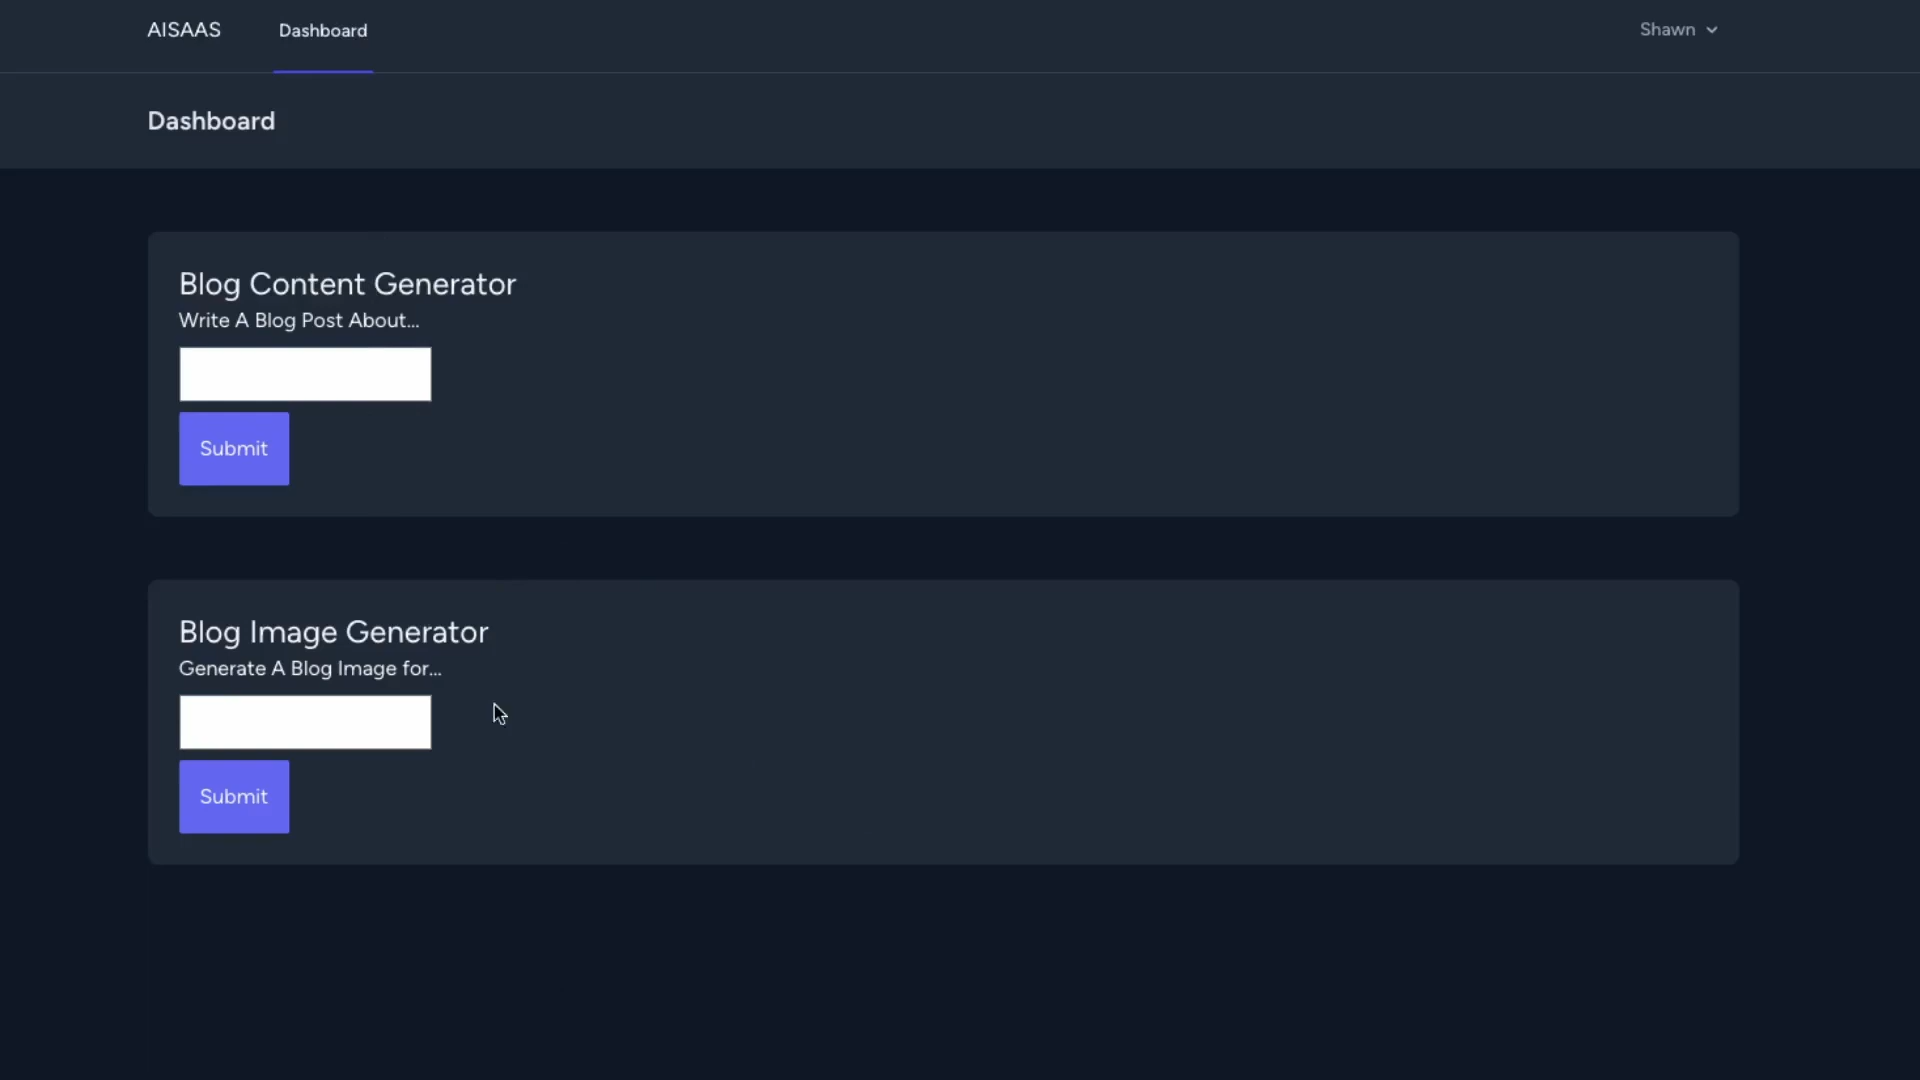 AISAAS
Dashboard
Shawn
Dashboard
Blog Content Generator
Write A Blog Post About...
Submit
Blog Image Generator
Generate A Blog Image for...
Submit